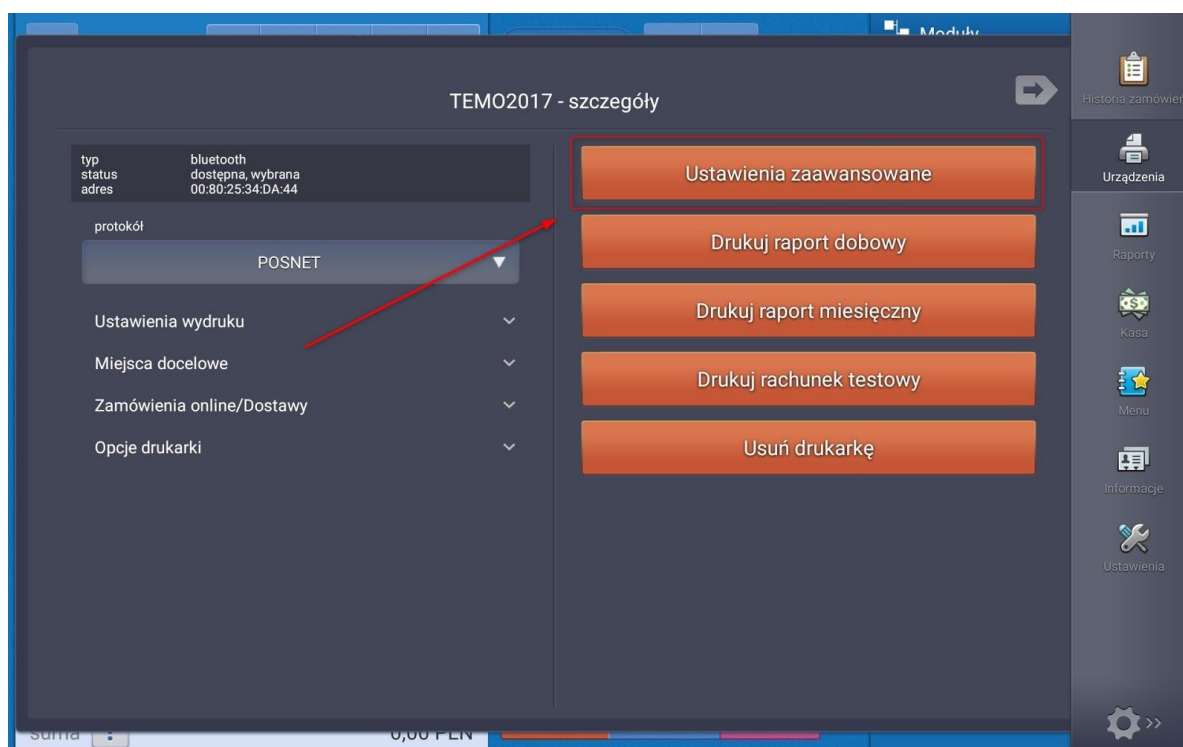 Moduły
TEMO2017 - szczegóły
typ bluetooth
status dostępna, wybrana
adres 00:80:25:34:DA:44
protokół
POSNET
Ustawienia wydruku
Miejsca docelowe
Zamówienia online/Dostawy
Opcje drukarki
Ustawienia zaawansowane
Drukuj raport dobowy
Drukuj raport miesięczny
Drukuj rachunek testowy
Usuń drukarkę
Historia zamówier
Urządzenia
Raporty
Kasa
Menu
Informacje
Ustawienia
suma 0,00 PLN